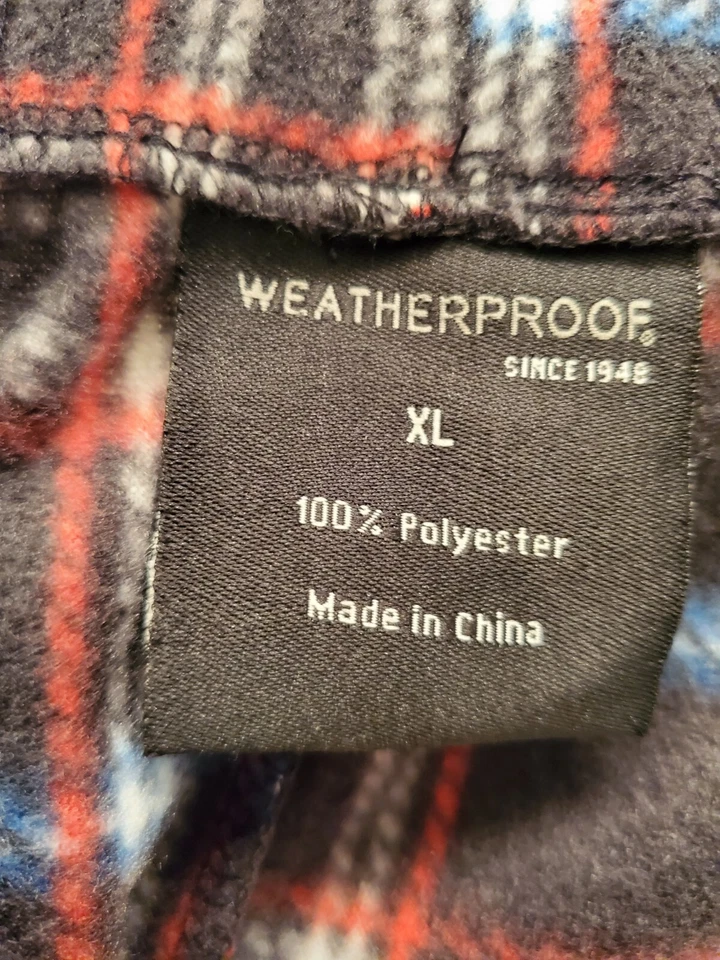 WEATHERPROOF®
SINCE 1948
XL
100% Polyester
Made in China